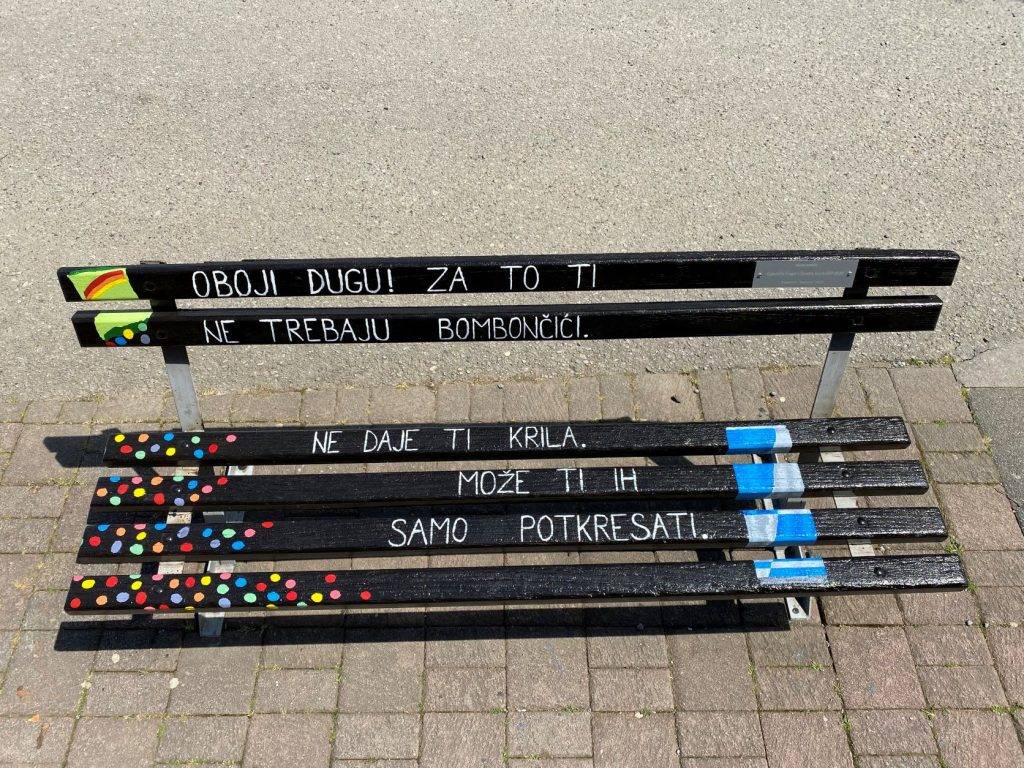 OBOJI DUGU! ZA TO TI
NE TREBAJU BOMBONČIĆI.
NE DAJE TI KRILA.
MOŽE TI IH
SAMO POTKRESATI.